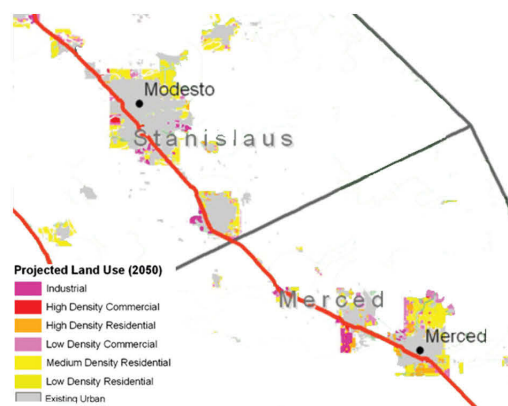 Modesto
Stanislaus
Merced
Merced
Projected Land Use (2050)
Industrial
High Density Commercial
High Density Residential
Low Density Commercial
Medium Density Residential
Low Density Residential
Existing Urban